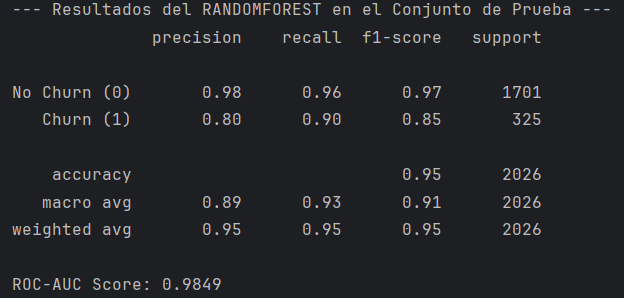 --- Resultados del RANDOMFOREST en el Conjunto de Prueba ---
precision recall f1-score support
No Churn (0) 0.98 0.96 0.97 1701
Churn (1) 0.80 0.90 0.85 325
accuracy 0.95 2026
macro avg 0.89 0.93 0.91 2026
weighted avg 0.95 0.95 0.95 2026
ROC-AUC Score: 0.9849